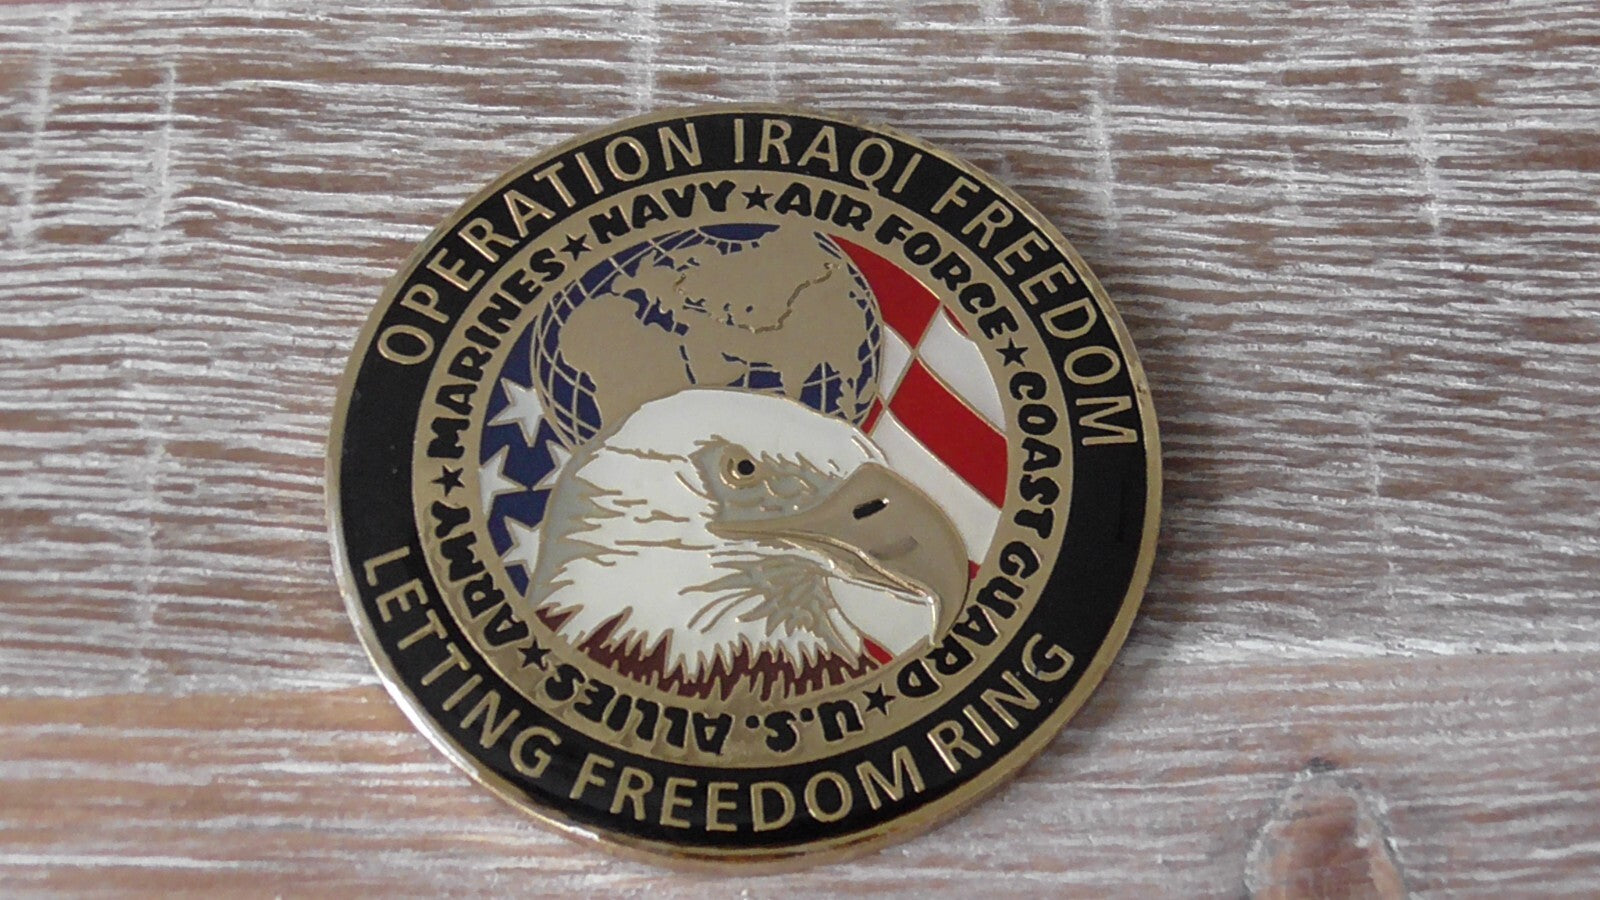 OPERATION IRAQI FREEDOM
LETTING FREEDOM RING
ARMY★MARINES★NAVY★AIR FORCE★COAST GUARD★U.S. ALLIES★